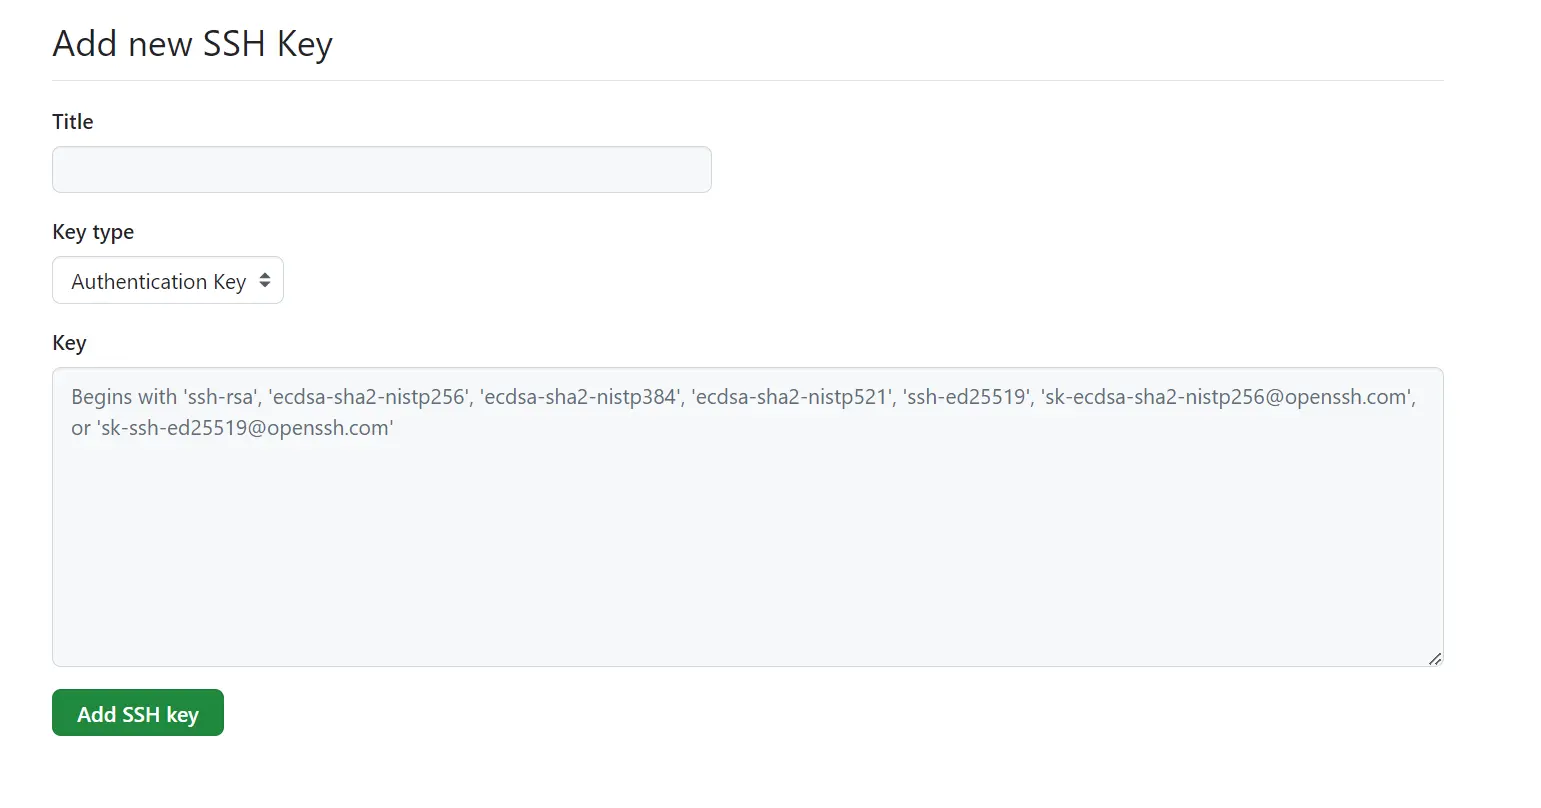 Add new SSH Key
Title
Key type
Authentication Key
Key
Begins with 'ssh-rsa', 'ecdsa-sha2-nistp256', 'ecdsa-sha2-nistp384', 'ecdsa-sha2-nistp521', 'ssh-ed25519', 'sk-ecdsa-sha2-nistp256@openssh.com',
or 'sk-ssh-ed25519@openssh.com'
Add SSH key